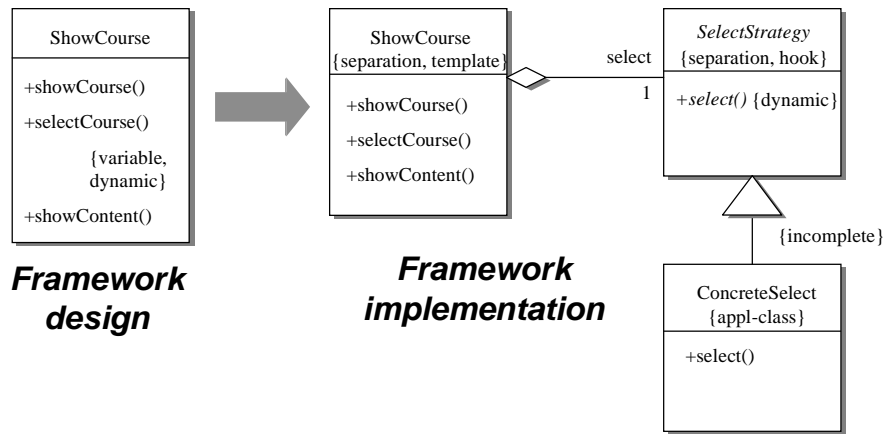 ShowCourse
+showCourse()
+selectCourse()
{variable,
dynamic}
+showContent()
Framework
design
ShowCourse
{separation, template}
+showCourse()
+selectCourse()
+showContent()
select
1
SelectStrategy
{separation, hook}
+select() {dynamic}
{incomplete}
Framework
implementation
ConcreteSelect
{appl-class}
+select()